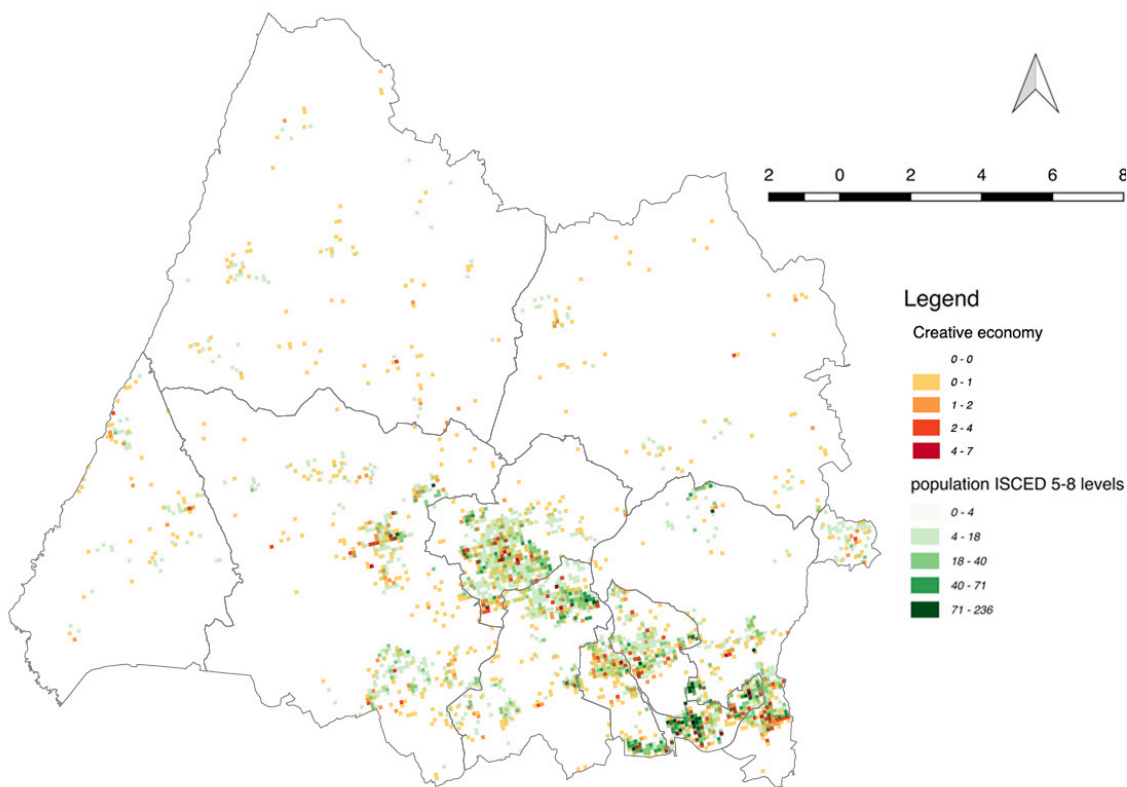 2 0 2 4 6 8
Legend
Creative economy
0 - 0
0 - 1
1 - 2
2 - 4
4 - 7
population ISCED 5-8 levels
0 - 4
4 - 18
18 - 40
40 - 71
71 - 236